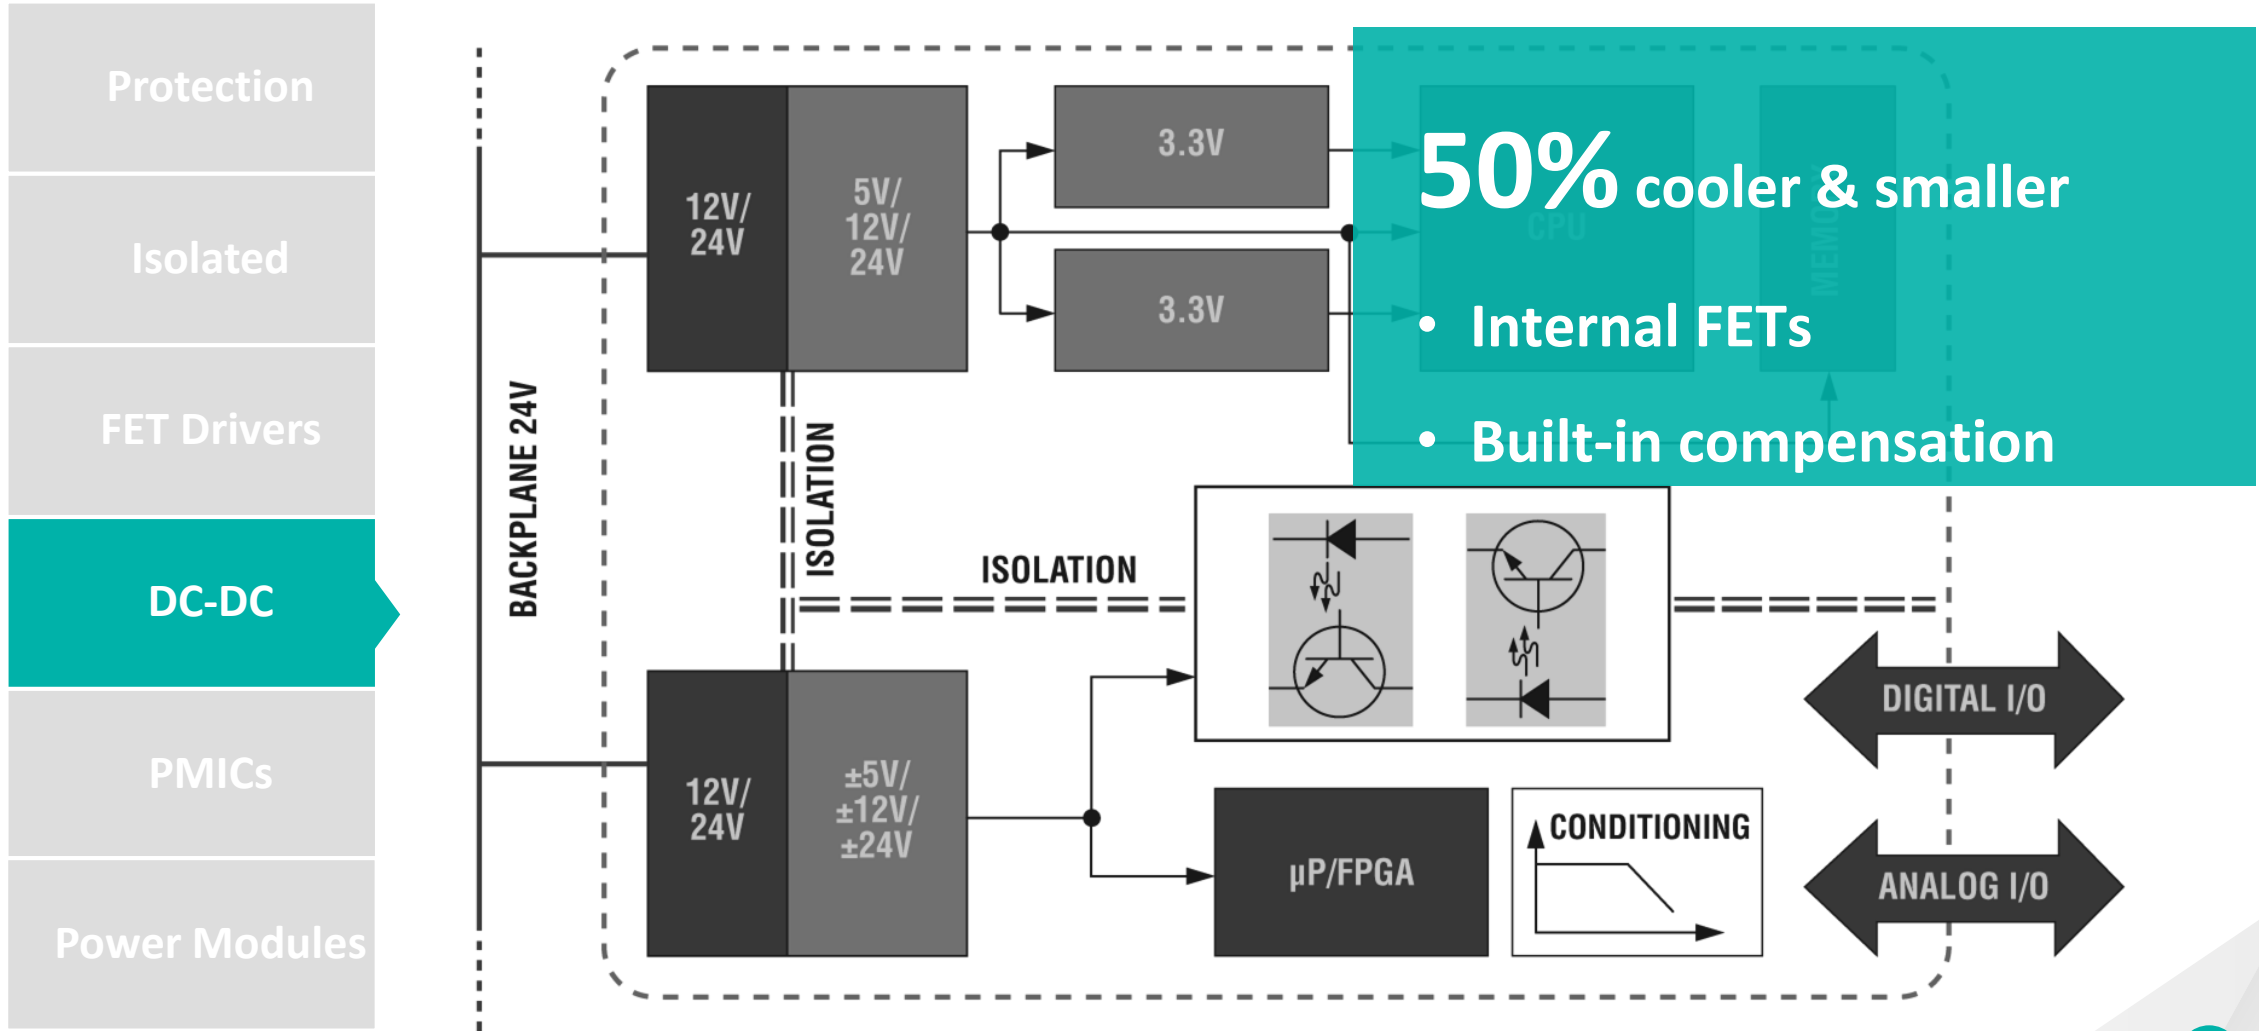 Protection
Isolated
FET Drivers
DC-DC
PMICs
Power Modules
BACKPLANE 24V
12V/
24V
5V/
12V/
24V
3.3V
3.3V
CPU
MEMORY
50% cooler & smaller
• Internal FETs
• Built-in compensation
ISOLATION
ISOLATION
12V/
24V
±5V/
±12V/
±24V
µP/FPGA
CONDITIONING
DIGITAL I/O
ANALOG I/O